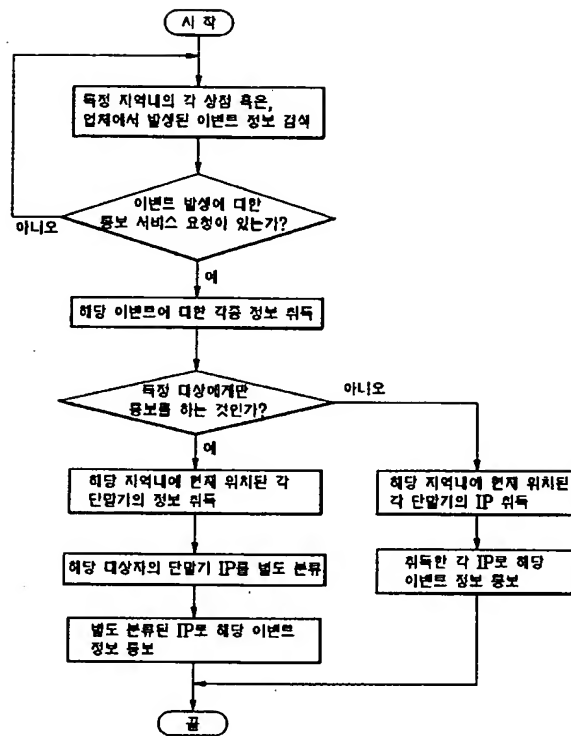 시 작
특정 지역내의 각 상점 혹은,
업체에서 발생된 이벤트 정보 검색
이벤트 발생에 대한
통보 서비스 요청이 있는가?
아니오
예
해당 이벤트에 대한 각종 정보 취득
특정 대상에게만
통보를 하는 것인가?
아니오
예
해당 지역내에 현재 위치된 각
단말기의 정보 취득
해당 대상자의 단말기 IP를 별도 분류
별도 분류된 IP로 해당 이벤트
정보 통보
해당 지역내에 현재 위치된
각 단말기의 IP 취득
취득한 각 IP로 해당
이벤트 정보 통보
끝